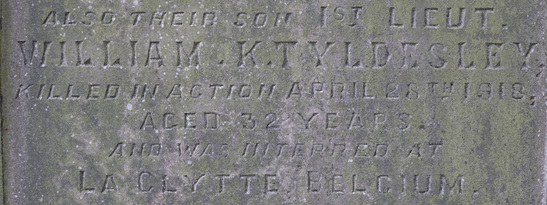 ALSO THEIR SON 1ST LIEUT.
WILLIAM . K. TYLDESLEY,
KILLED IN ACTION APRIL 28TH 1918,
AGED 32 YEARS.
AND WAS INTERRED AT
LA CLYTTE, BELGIUM.